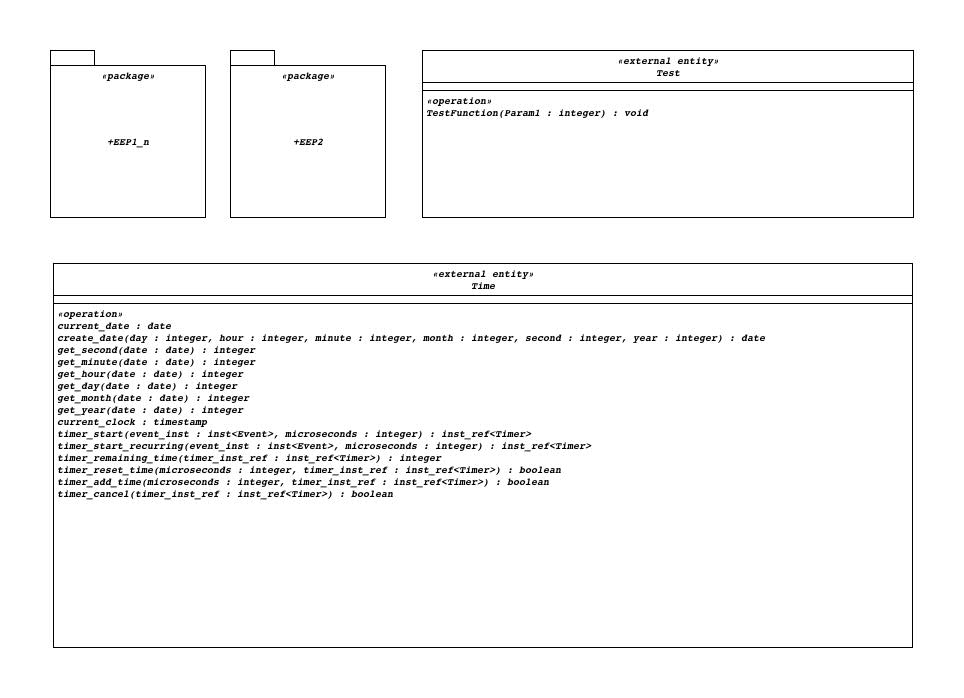 «package»
+EEP1_n
«package»
+EEP2
«external entity»
Test
«operation»
TestFunction(Param1 : integer) : void
«external entity»
Time
«operation»
current_date : date
create_date(day : integer, hour : integer, minute : integer, month : integer, second : integer, year : integer) : date
get_second(date : date) : integer
get_minute(date : date) : integer
get_hour(date : date) : integer
get_day(date : date) : integer
get_month(date : date) : integer
get_year(date : date) : integer
current_clock : timestamp
timer_start(event_inst : inst<Event>, microseconds : integer) : inst_ref<Timer>
timer_start_recurring(event_inst : inst<Event>, microseconds : integer) : inst_ref<Timer>
timer_remaining_time(timer_inst_ref : inst_ref<Timer>) : integer
timer_reset_time(microseconds : integer, timer_inst_ref : inst_ref<Timer>) : boolean
timer_add_time(microseconds : integer, timer_inst_ref : inst_ref<Timer>) : boolean
timer_cancel(timer_inst_ref : inst_ref<Timer>) : boolean